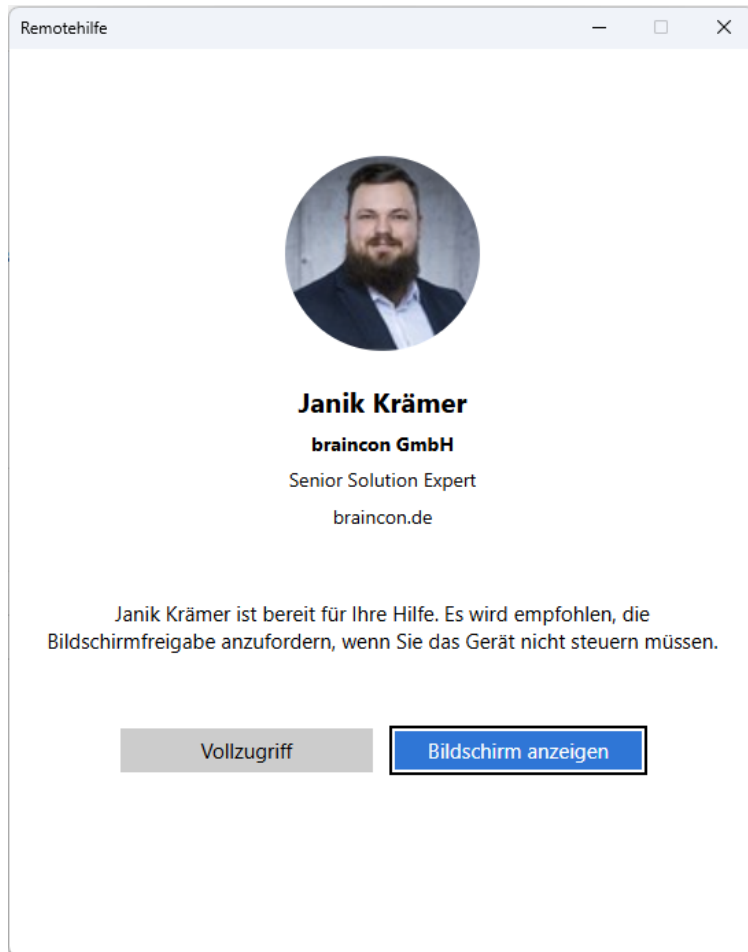 Remotehilfe
Janik Krämer
braincon GmbH
Senior Solution Expert
braincon.de
Janik Krämer ist bereit für Ihre Hilfe. Es wird empfohlen, die
Bildschirmfreigabe anzufordern, wenn Sie das Gerät nicht steuern müssen.
Vollzugriff
Bildschirm anzeigen